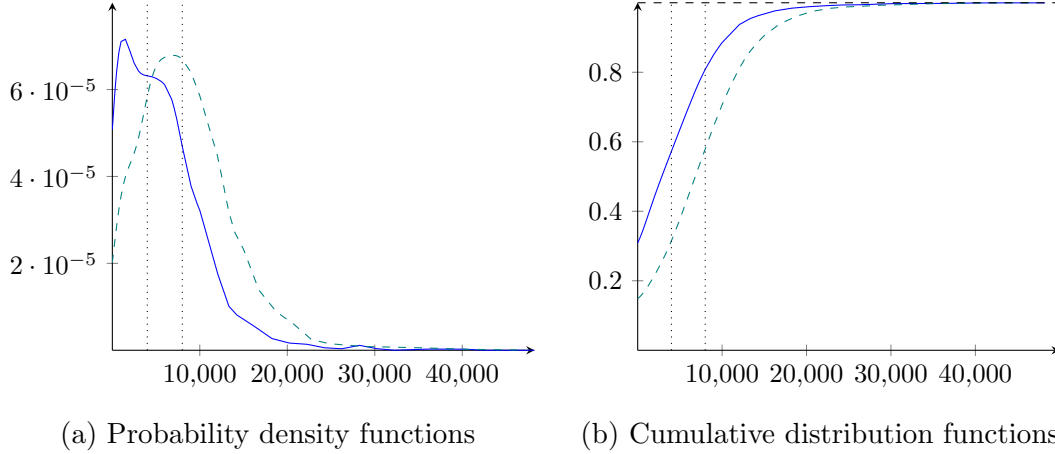 6 · 10⁻⁵
4 · 10⁻⁵
2 · 10⁻⁵
10,000 20,000 30,000 40,000
(a) Probability density functions
0.8
0.6
0.4
0.2
10,000 20,000 30,000 40,000
(b) Cumulative distribution functions